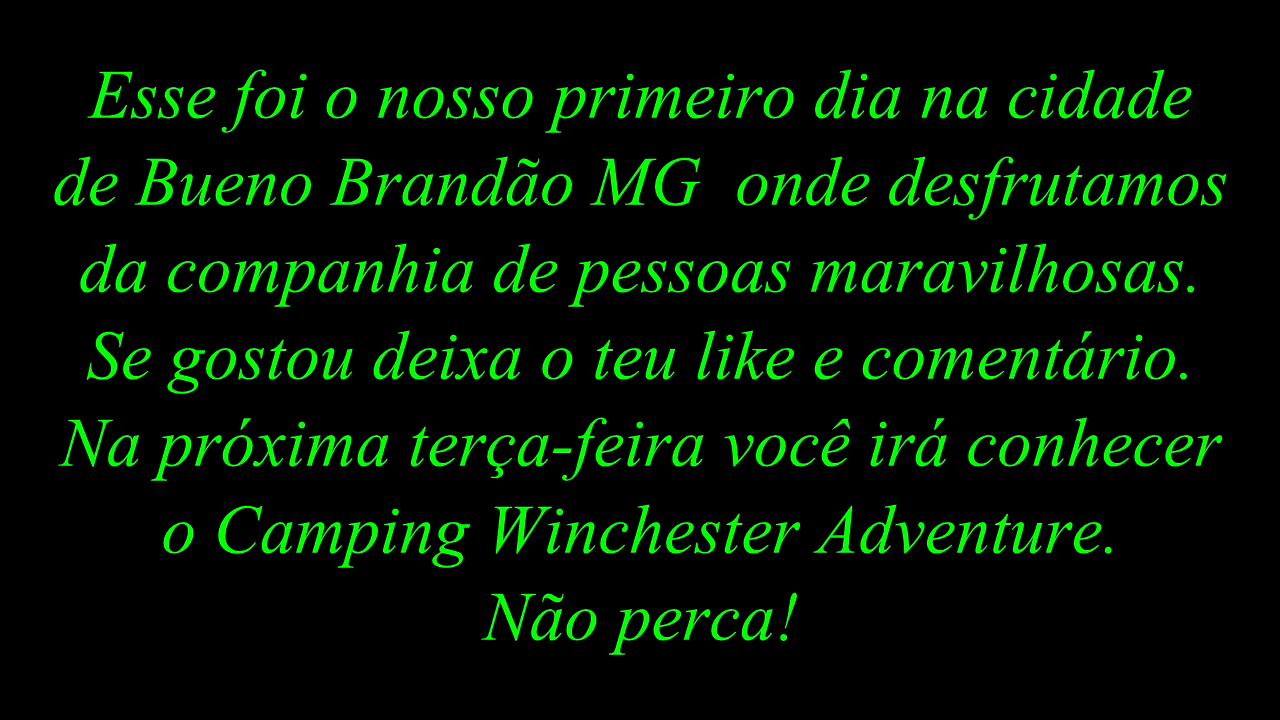 Esse foi o nosso primeiro dia na cidade
de Bueno Brandão MG  onde desfrutamos
da companhia de pessoas maravilhosas.
Se gostou deixa o teu like e comentário.
Na próxima terça-feira você irá conhecer
o Camping Winchester Adventure.
Não perca!